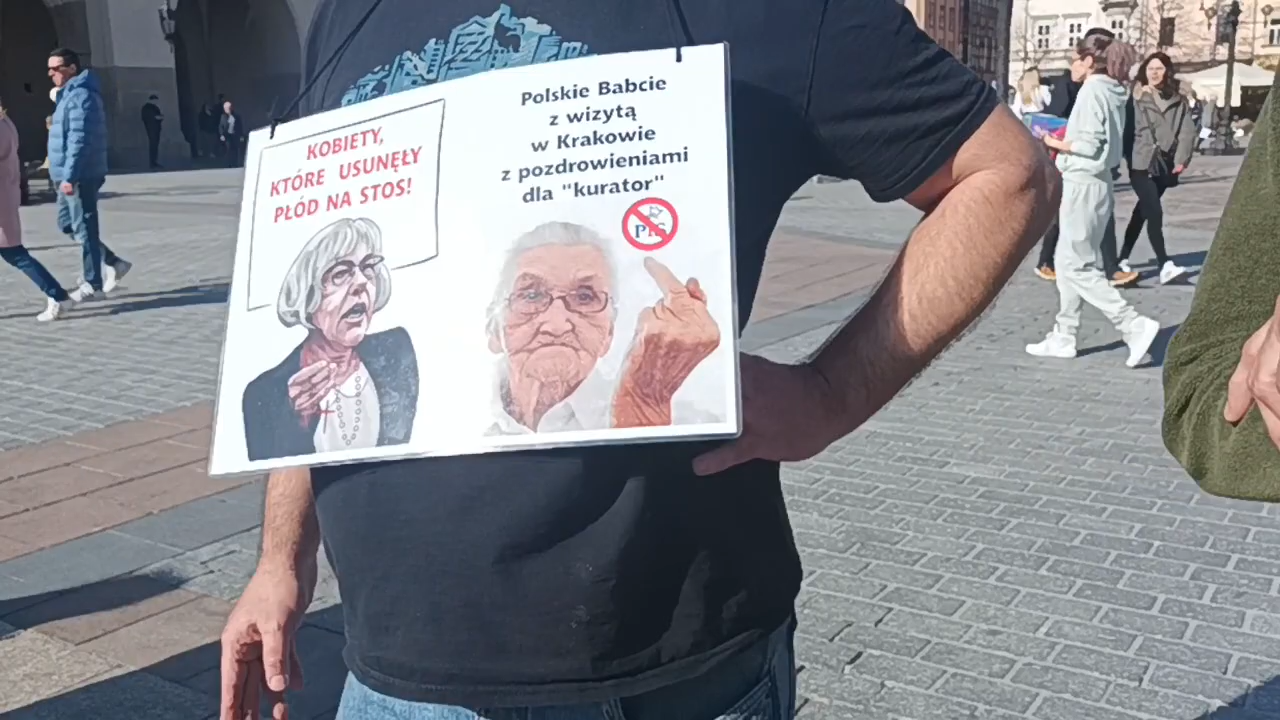 KOBIETY,
KTÓRE USUNĘŁY
PŁÓD NA STOS!
Polskie Babcie
z wizytą
w Krakowie
z pozdrowieniami
dla "kurator"
PiS